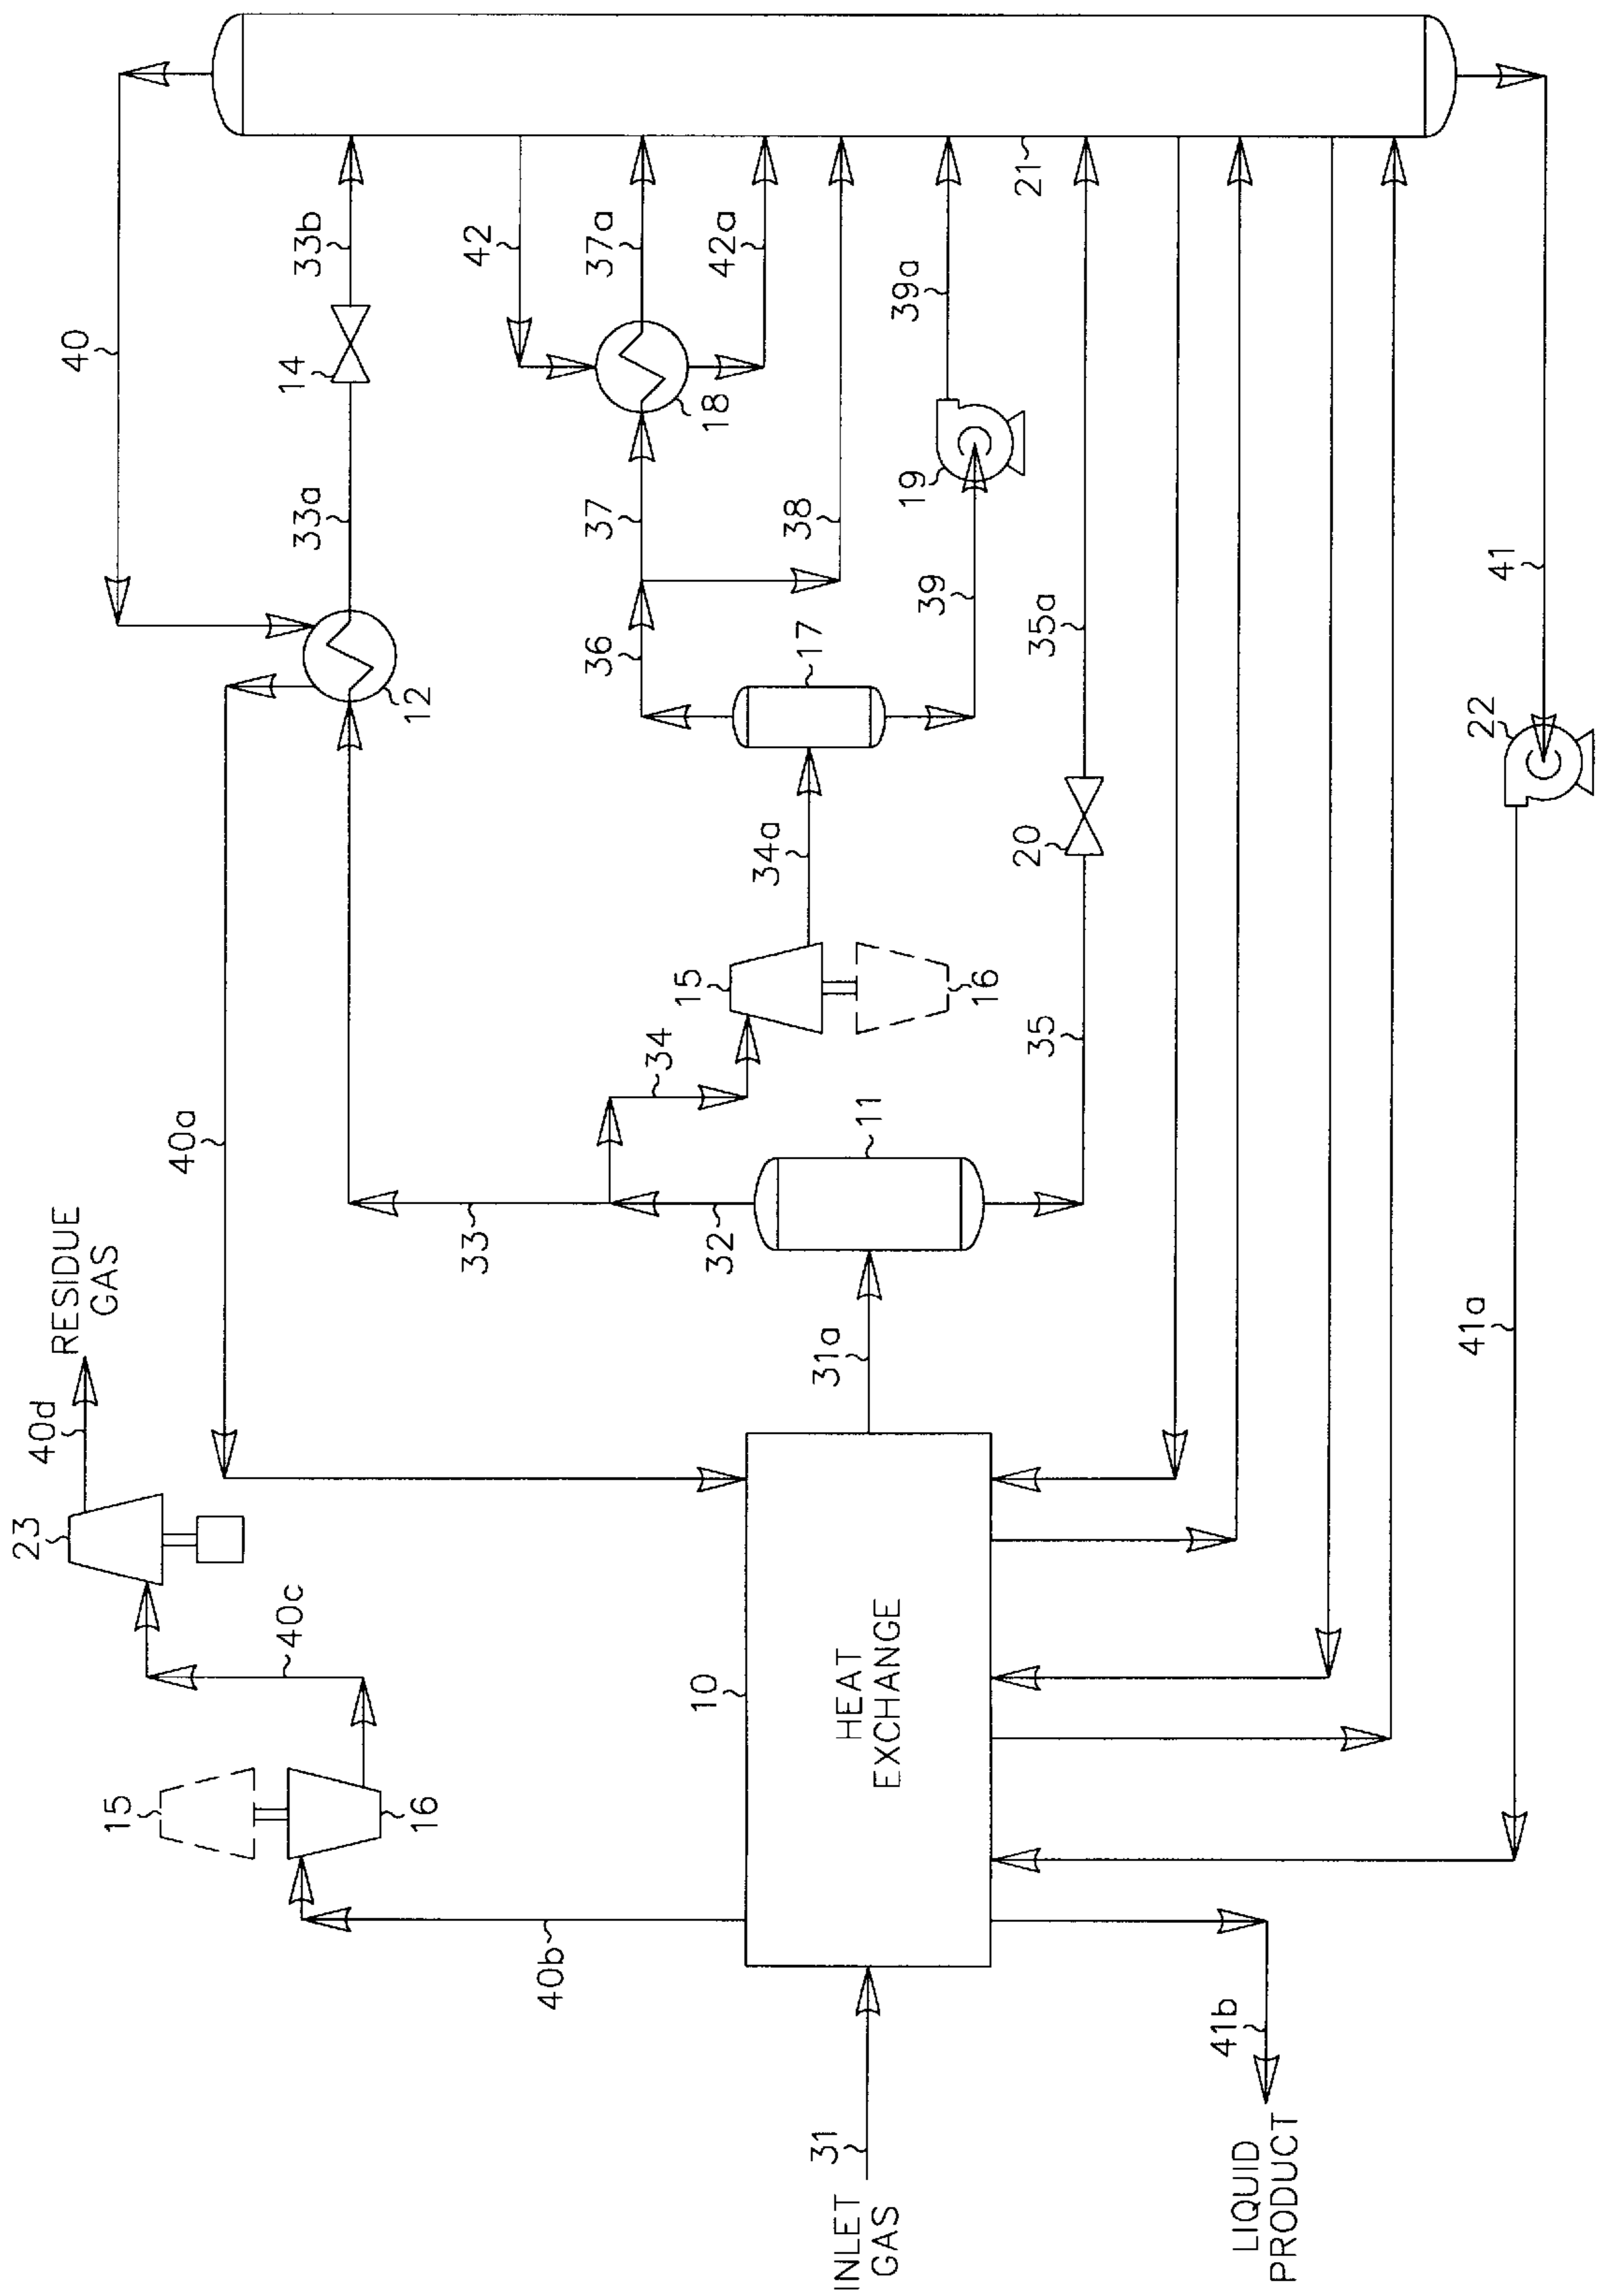 40
33b
14
33a
12
42
37a
42a
18
37
38
36
39a
19
39
17
21
34a
15
16
34
20
35a
35
11
33
32
31a
40a
RESIDUE
GAS
40d
23
40c
15
16
40b
10
HEAT
EXCHANGE
41
22
41a
41b
LIQUID
PRODUCT
31
INLET
GAS